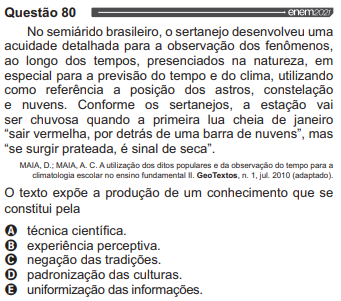 Questão 80 enem2021
No semiárido brasileiro, o sertanejo desenvolveu uma
acuidade detalhada para a observação dos fenômenos,
ao longo dos tempos, presenciados na natureza, em
especial para a previsão do tempo e do clima, utilizando
como referência a posição dos astros, constelação
e nuvens. Conforme os sertanejos, a estação vai
ser chuvosa quando a primeira lua cheia de janeiro
“sair vermelha, por detrás de uma barra de nuvens”, mas
“se surgir prateada, é sinal de seca”.
MAIA, D.; MAIA, A. C. A utilização dos ditos populares e da observação do tempo para a
climatologia escolar no ensino fundamental II. GeoTextos, n. 1, jul. 2010 (adaptado).
O texto expõe a produção de um conhecimento que se
constitui pela
A técnica científica.
B experiência perceptiva.
C negação das tradições.
D padronização das culturas.
E uniformização das informações.